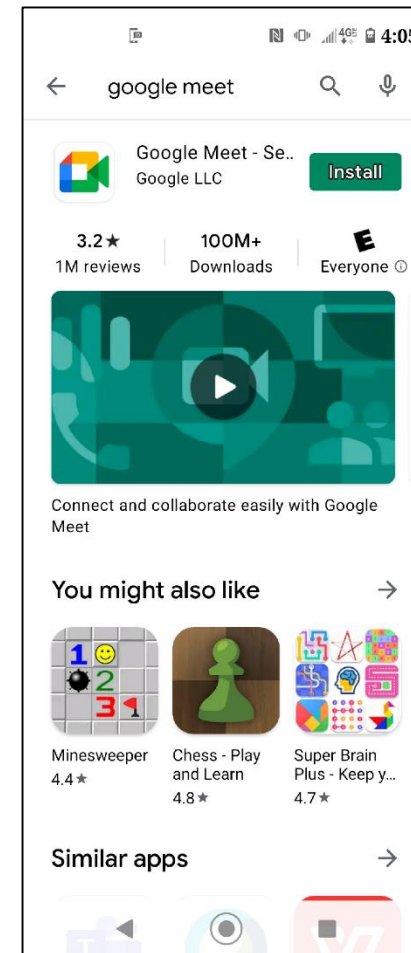 4G 4:05
google meet
Google Meet - Se..
Google LLC
Install
3.2★
1M reviews
100M+
Downloads
E
Everyone
Connect and collaborate easily with Google
Meet
You might also like
1
2
3
Minesweeper
4.4★
Chess - Play
and Learn
4.8★
Super Brain
Plus - Keep y...
4.7★
Similar apps